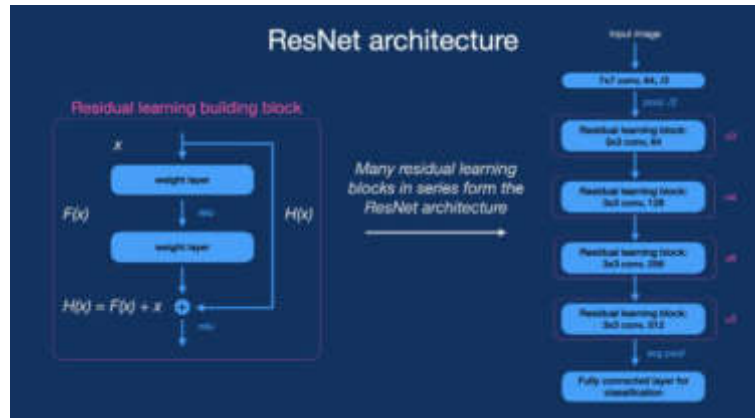 ResNet architecture
Residual learning building block
x
weight layer
relu
F(x)
H(x)
weight layer
H(x) = F(x) + x
relu
Many residual learning
blocks in series form the
ResNet architecture
Input image
7x7 conv, 64, /2
pool, /2
Residual learning block:
3x3 conv, 64
Residual learning block:
3x3 conv, 128
Residual learning block:
3x3 conv, 256
Residual learning block:
3x3 conv, 512
avg pool
Fully connected layer for
classification